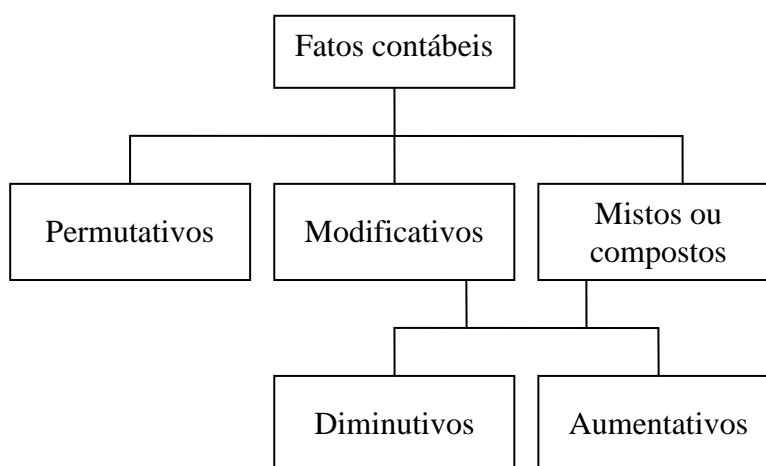 Fatos contábeis
Permutativos
Modificativos
Mistos ou
compostos
Diminutivos
Aumentativos